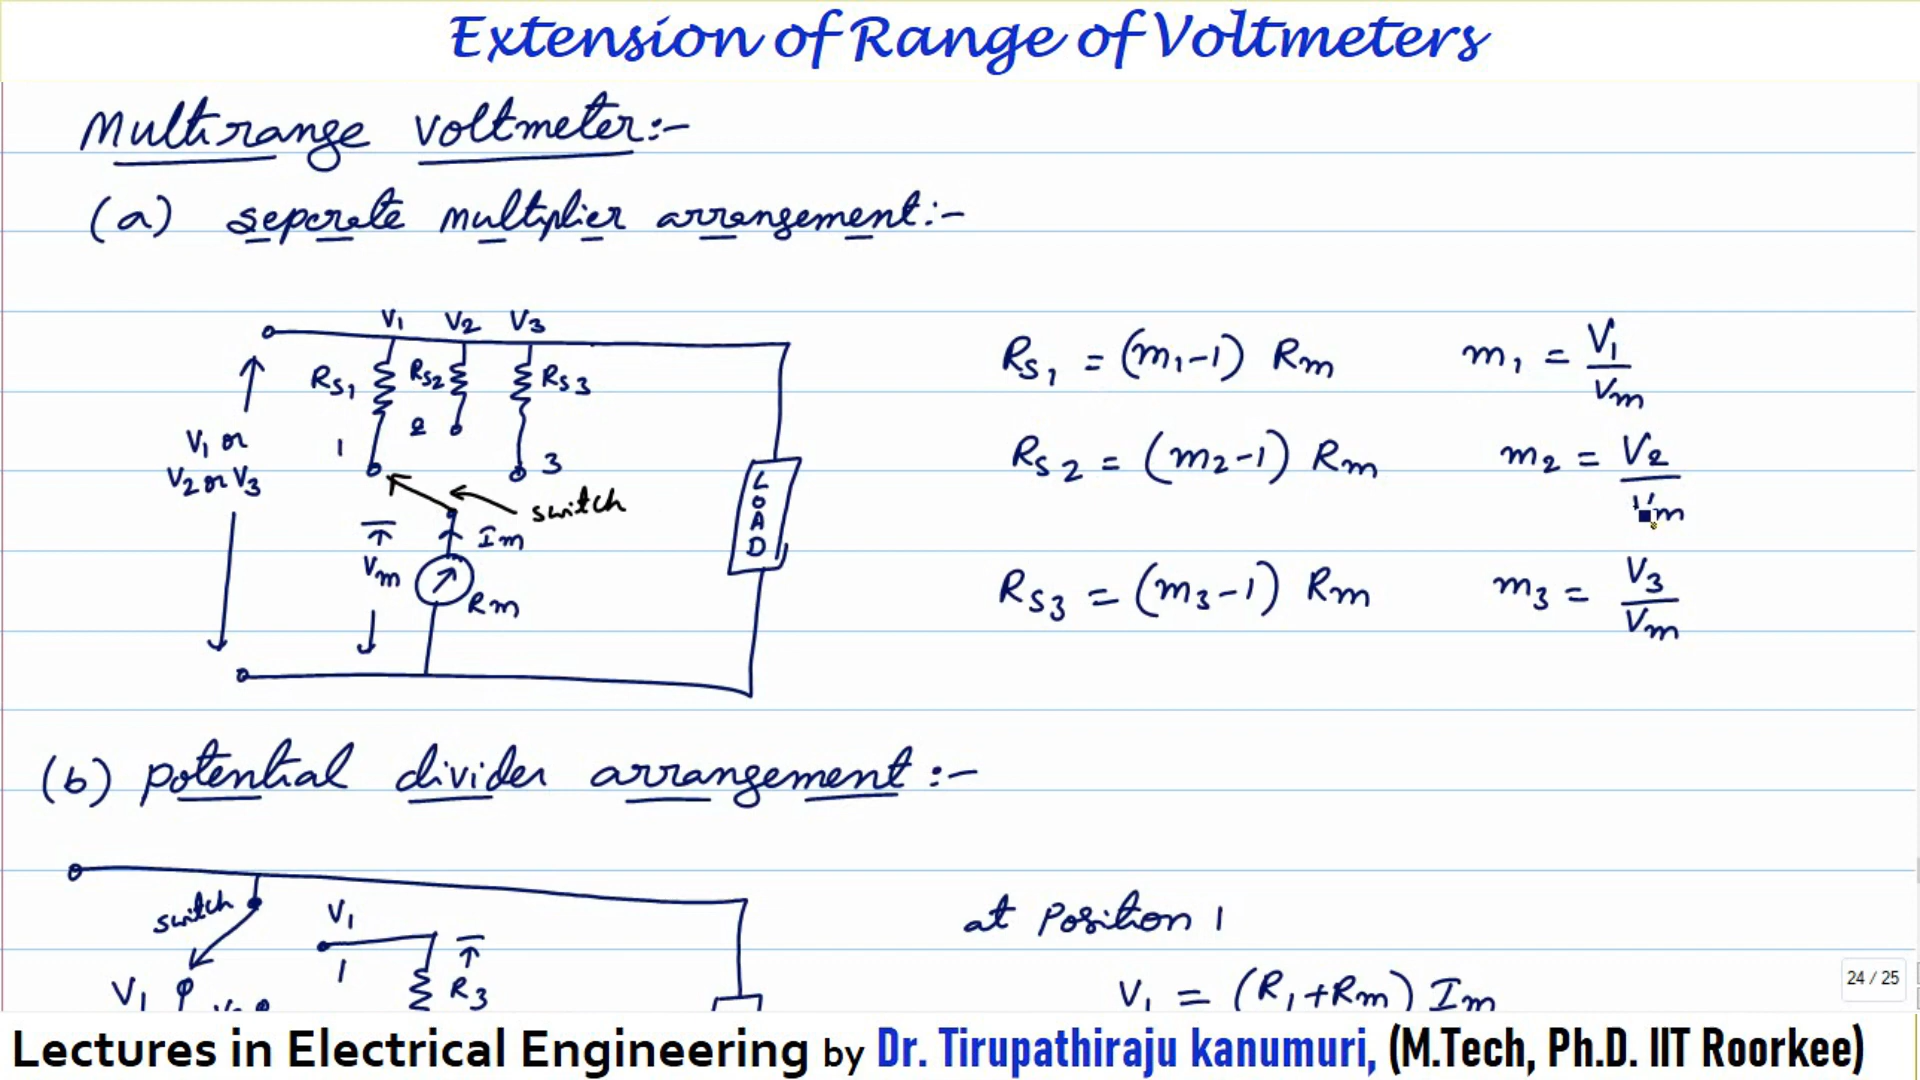 Extension of Range of Voltmeters
Multirange Voltmeter:-
(a) seperate multiplier arrangement:-
V1 V2 V3
RS1 RS2 RS3
1 2 3
V1 or
V2 or V3
switch
Vm Im
Rm
LOAD
RS1 = (m1-1) Rm m1 = V1/Vm
RS2 = (m2-1) Rm m2 = V2/Vm
RS3 = (m3-1) Rm m3 = V3/Vm
(b) potential divider arrangement:-
switch
V1
1
R3
V1
at Position 1
V1 = (R1+Rm) Im
24 / 25
Lectures in Electrical Engineering by Dr. Tirupathiraju kanumuri, (M.Tech, Ph.D. IIT Roorkee)